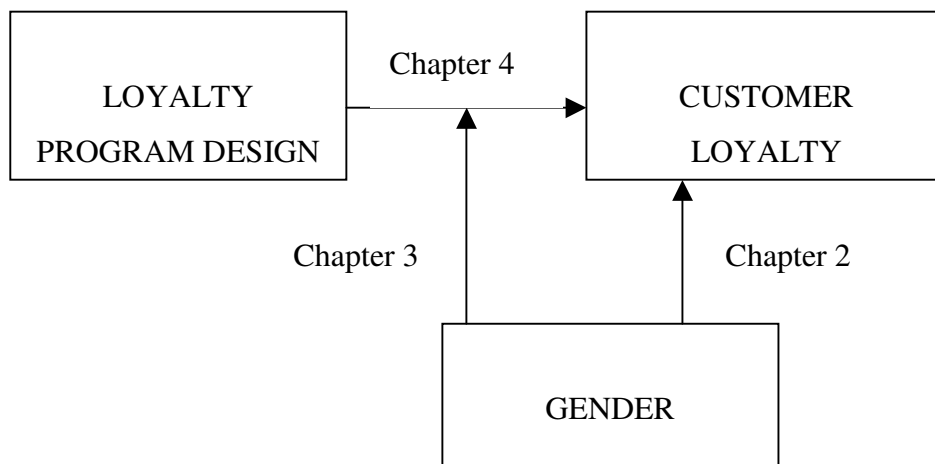 Chapter 4
LOYALTY
PROGRAM DESIGN
CUSTOMER
LOYALTY
Chapter 3
Chapter 2
GENDER